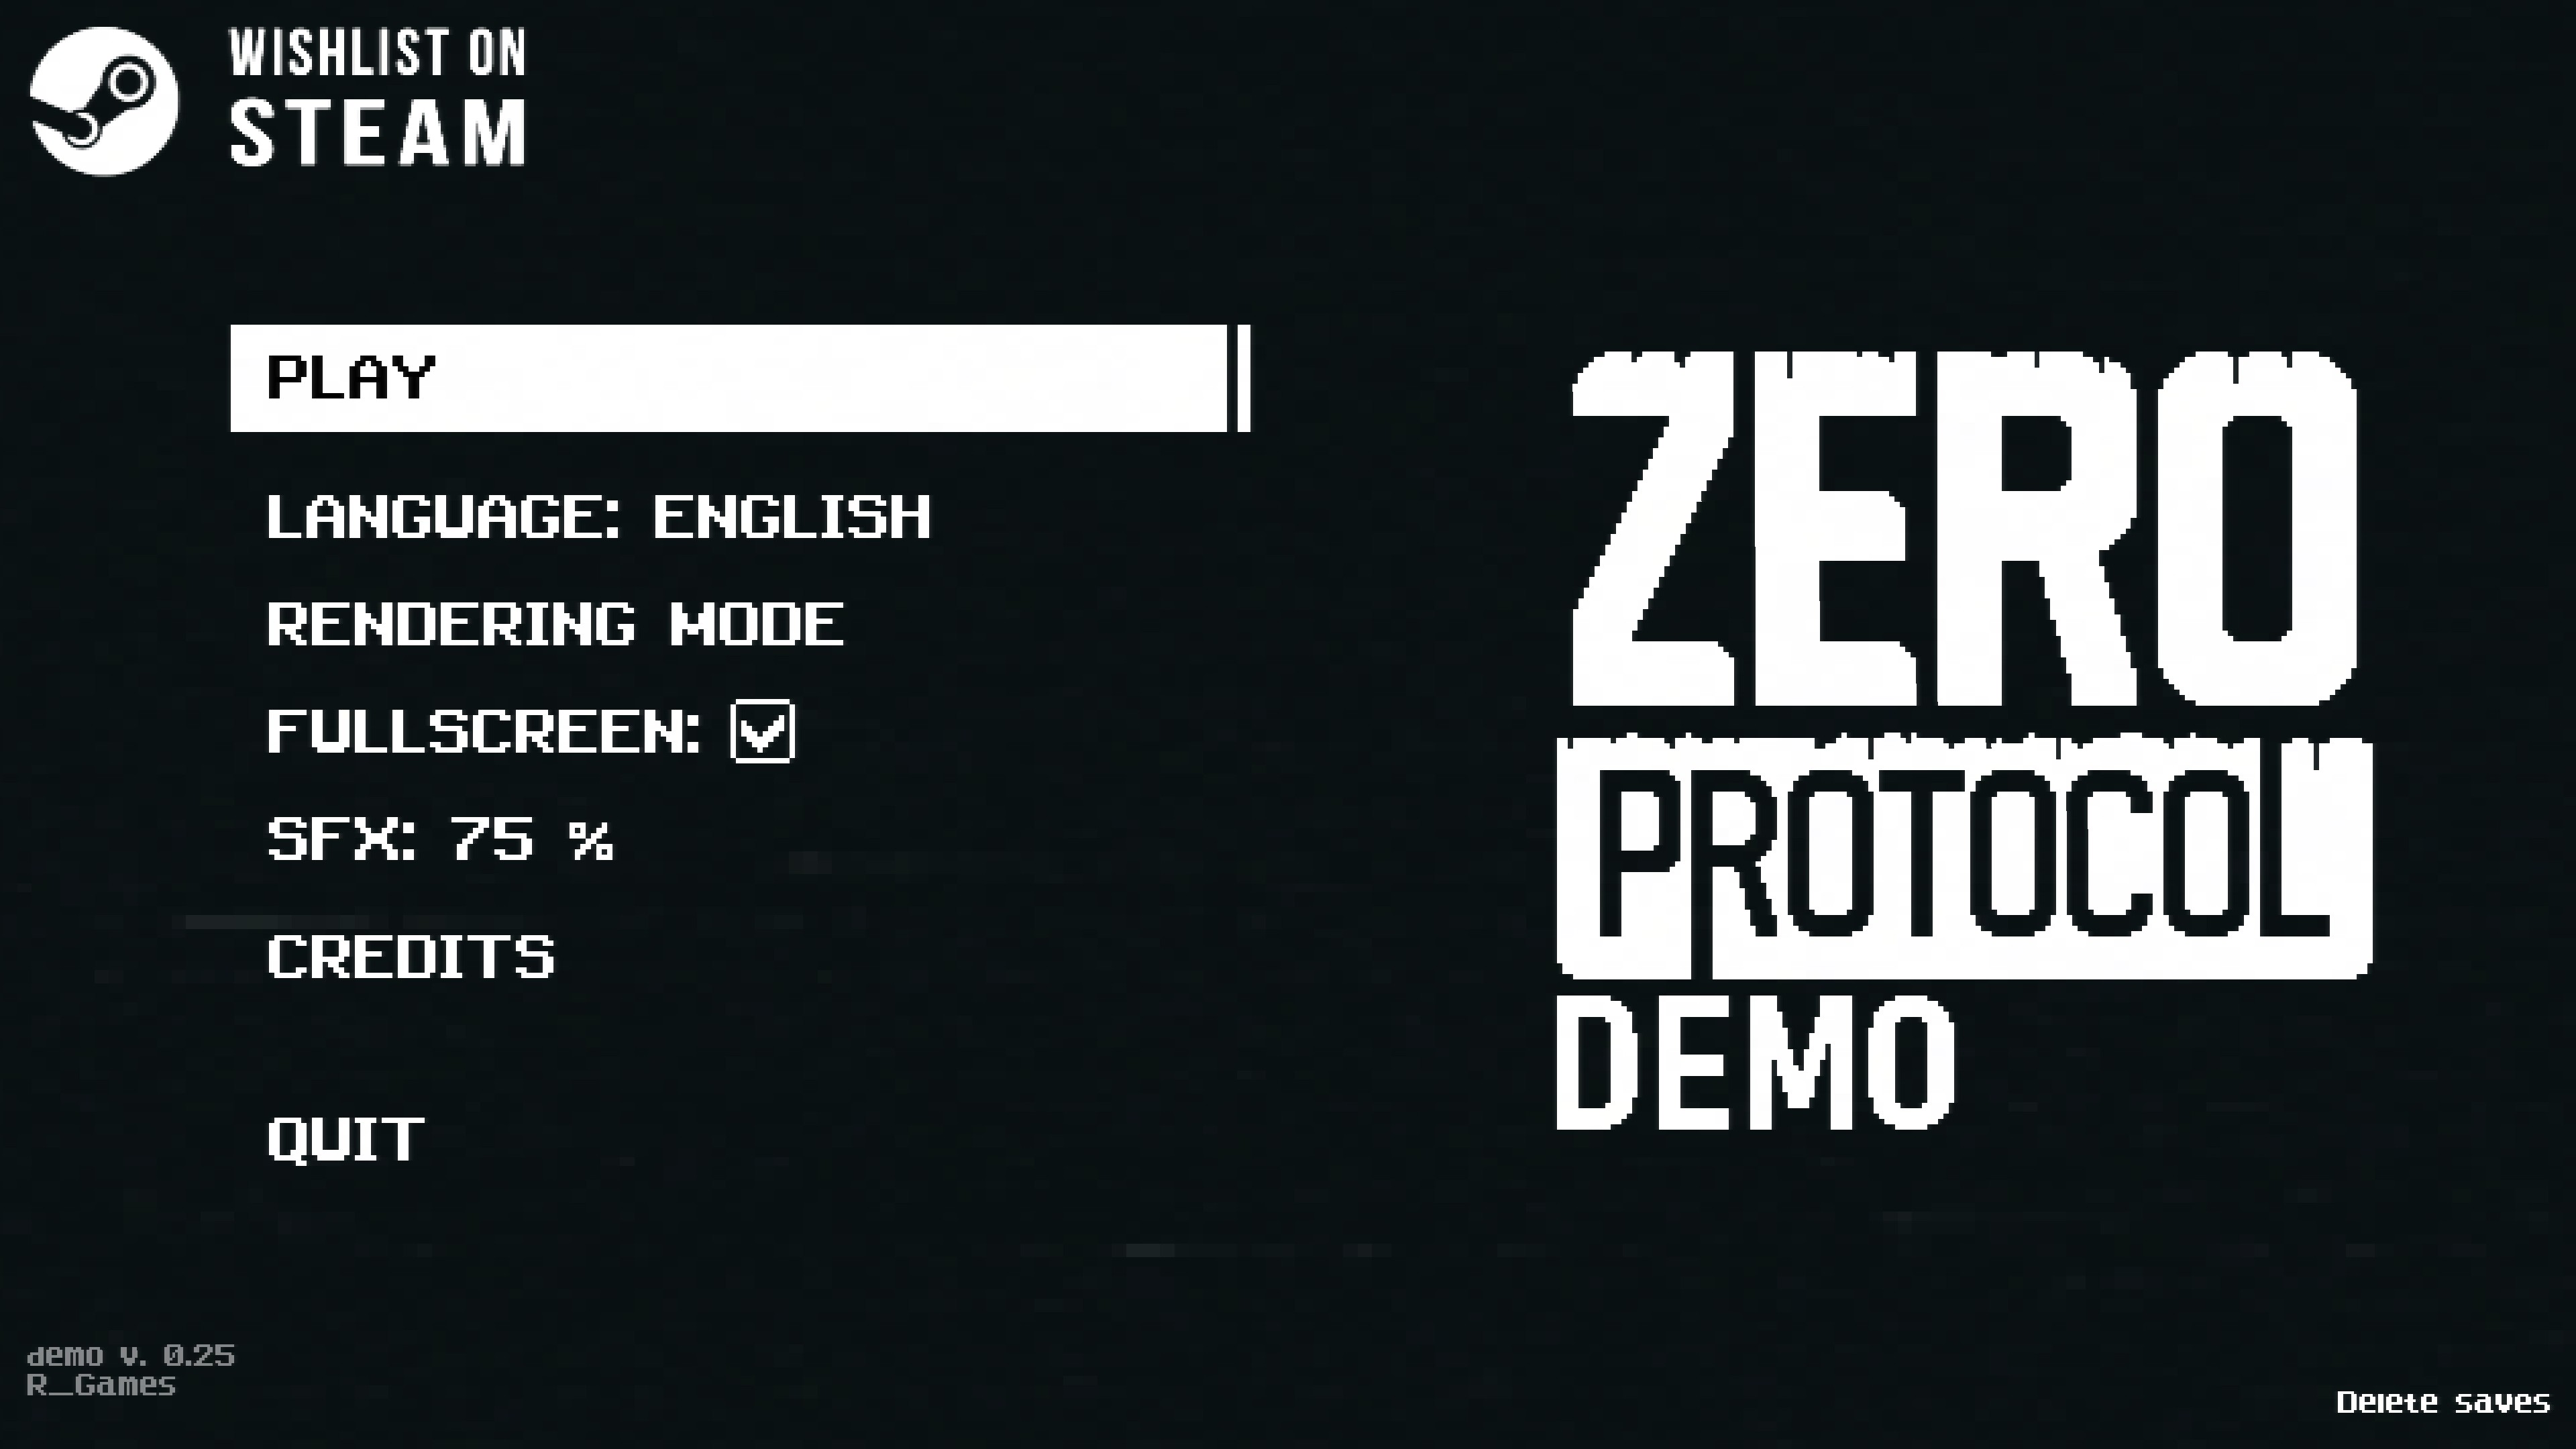 WISHLIST ON
STEAM
PLAY
LANGUAGE: ENGLISH
RENDERING MODE
FULLSCREEN:
SFX: 75 %
CREDITS
QUIT
ZERO
PROTOCOL
DEMO
demo v. 0.25
R_Games
Delete saves